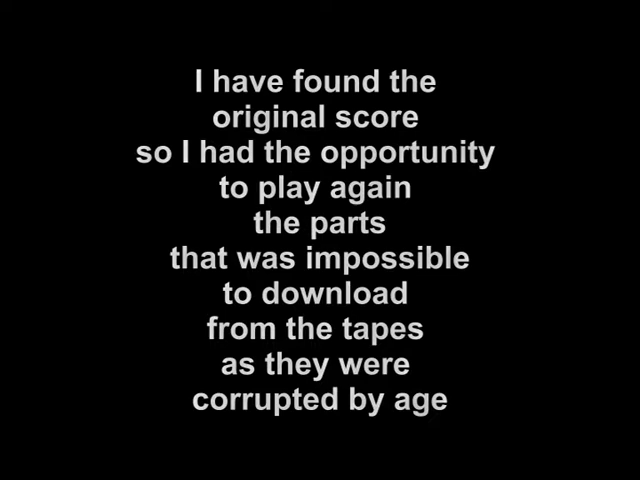 I have found the
original score
so I had the opportunity
to play again
the parts
that was impossible
to download
from the tapes
as they were
corrupted by age